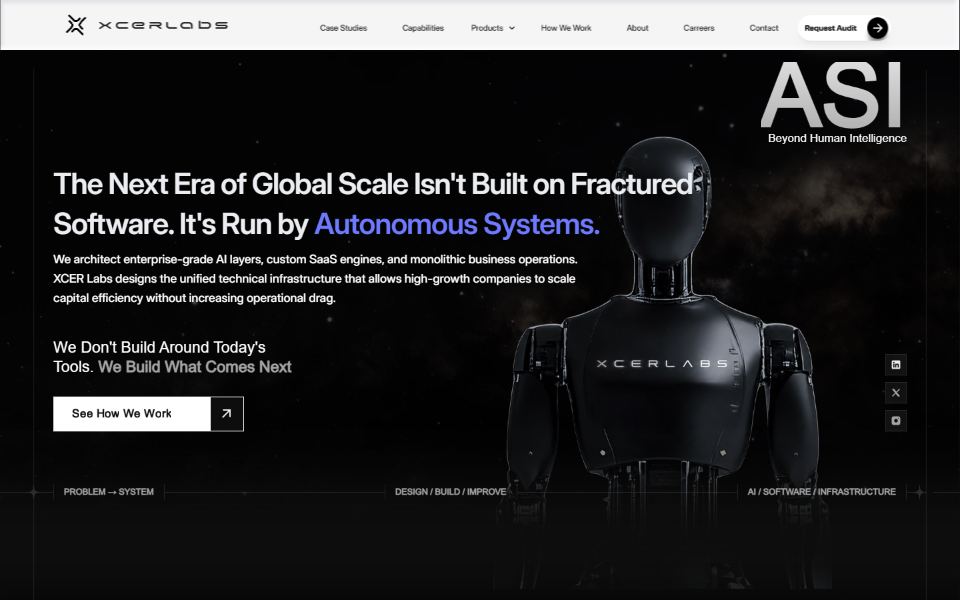 XCERLABS
Case Studies
Capabilities
Products
How We Work
About
Carreers
Contact
Request Audit
ASI
Beyond Human Intelligence
The Next Era of Global Scale Isn't Built on Fractured
Software. It's Run by Autonomous Systems.
We architect enterprise-grade AI layers, custom SaaS engines, and monolithic business operations.
XCER Labs designs the unified technical infrastructure that allows high-growth companies to scale
capital efficiency without increasing operational drag.
We Don't Build Around Today's
Tools. We Build What Comes Next
See How We Work
XCERLABS
PROBLEM → SYSTEM
DESIGN / BUILD / IMPROVE
AI / SOFTWARE / INFRASTRUCTURE